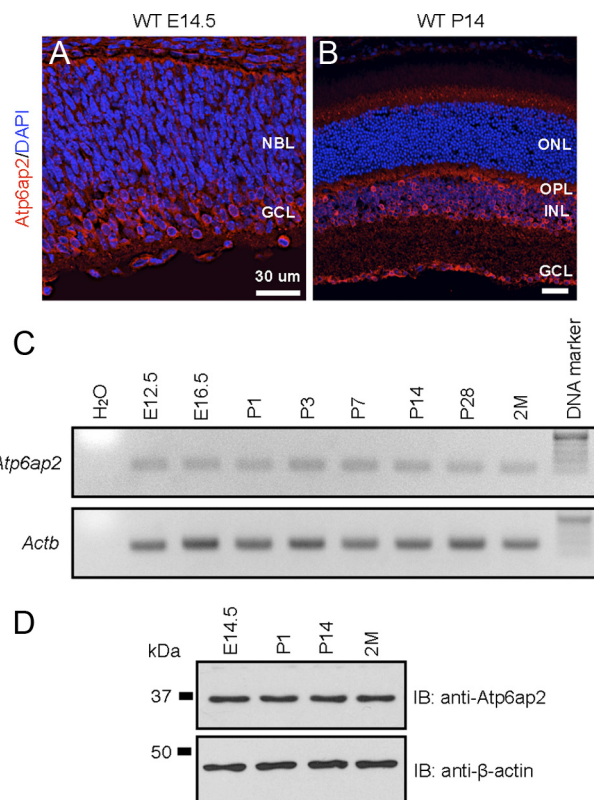 WT E14.5 WT P14
A B
Atp6ap2/DAPI
NBL
GCL
30 um
ONL
OPL
INL
GCL
C
H₂O E12.5 E16.5 P1 P3 P7 P14 P28 2M DNA marker
Atp6ap2
Actb
D
kDa E14.5 P1 P14 2M
37 IB: anti-Atp6ap2
50 IB: anti-β-actin